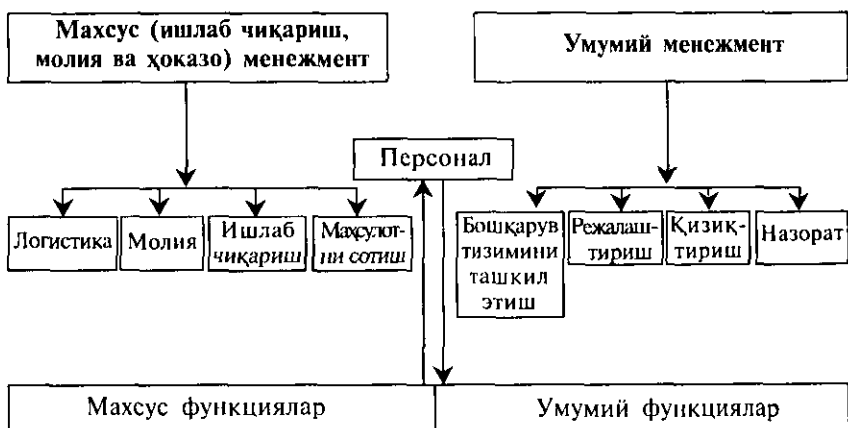 Махсус (ишлаб чиқариш,
молия ва ҳоказо) менежмент
Умумий менежмент
Персонал
Логистика
Молия
Ишлаб
чиқариш
Маҳсулот-
ни сотиш
Бошқарув
тизимини
ташкил
этиш
Режалаш-
тириш
Қизиқ-
тириш
Назорат
Махсус функциялар
Умумий функциялар